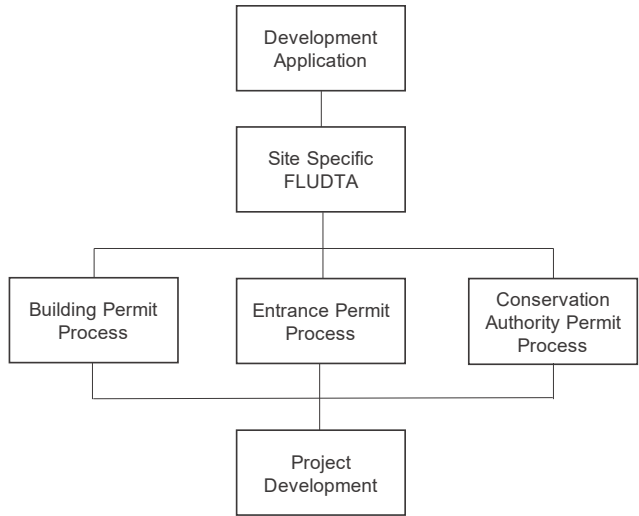 Development
Application
Site Specific
FLUDTA
Building Permit
Process
Entrance Permit
Process
Conservation
Authority Permit
Process
Project
Development